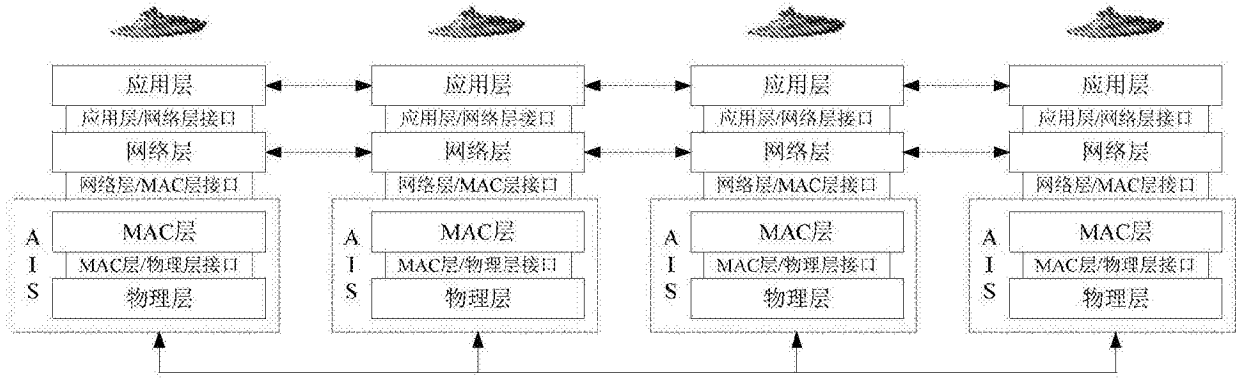 应用层 应用层 应用层 应用层
应用层/网络层接口 应用层/网络层接口 应用层/网络层接口 应用层/网络层接口
网络层 网络层 网络层 网络层
网络层/MAC层接口 网络层/MAC层接口 网络层/MAC层接口 网络层/MAC层接口
AIS MAC层 AIS MAC层 AIS MAC层 AIS MAC层
MAC层/物理层接口 MAC层/物理层接口 MAC层/物理层接口 MAC层/物理层接口
物理层 物理层 物理层 物理层